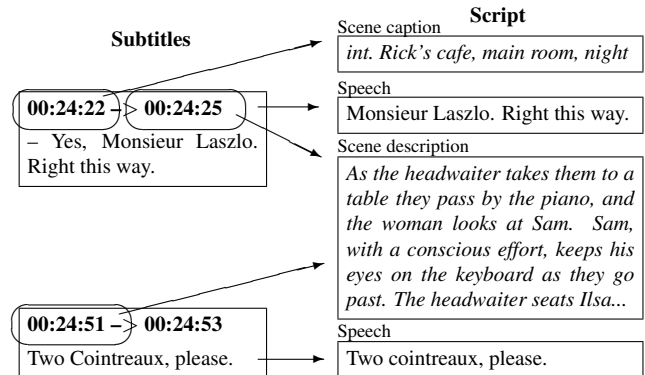 Subtitles
00:24:22 –> 00:24:25
– Yes, Monsieur Laszlo.
Right this way.
00:24:51 –> 00:24:53
Two Cointreaux, please.
Script
Scene caption
int. Rick's cafe, main room, night
Speech
Monsieur Laszlo. Right this way.
Scene description
As the headwaiter takes them to a
table they pass by the piano, and
the woman looks at Sam. Sam,
with a conscious effort, keeps his
eyes on the keyboard as they go
past. The headwaiter seats Ilsa...
Speech
Two cointreaux, please.